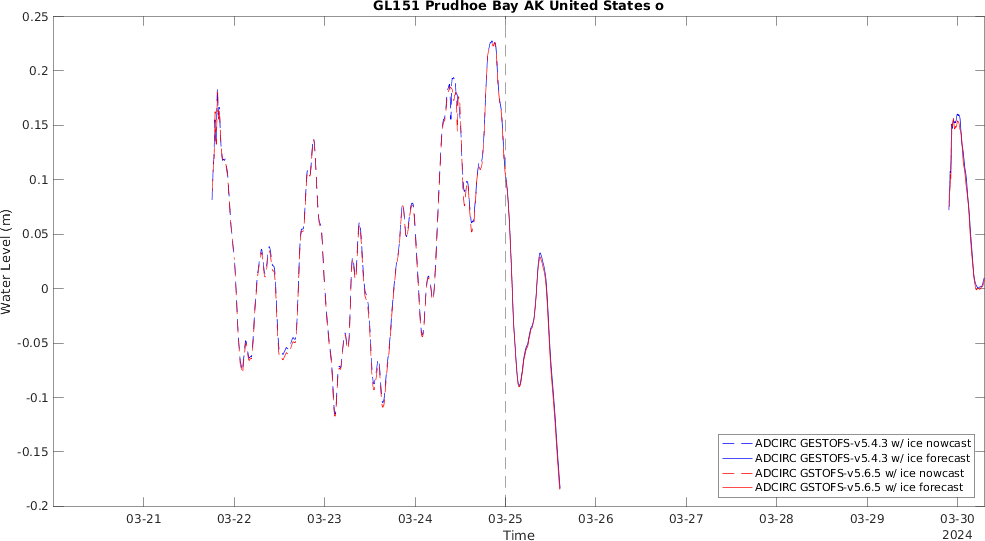 GL151 Prudhoe Bay AK United States o
0.25
0.2
0.15
0.1
0.05
0
-0.05
-0.1
-0.15
-0.2
Water Level (m)
ADCIRC GESTOFS-v5.4.3 w/ ice nowcast
ADCIRC GESTOFS-v5.4.3 w/ ice forecast
ADCIRC GSTOFS-v5.6.5 w/ ice nowcast
ADCIRC GSTOFS-v5.6.5 w/ ice forecast
03-21 03-22 03-23 03-24 03-25 03-26 03-27 03-28 03-29 03-30
Time 2024